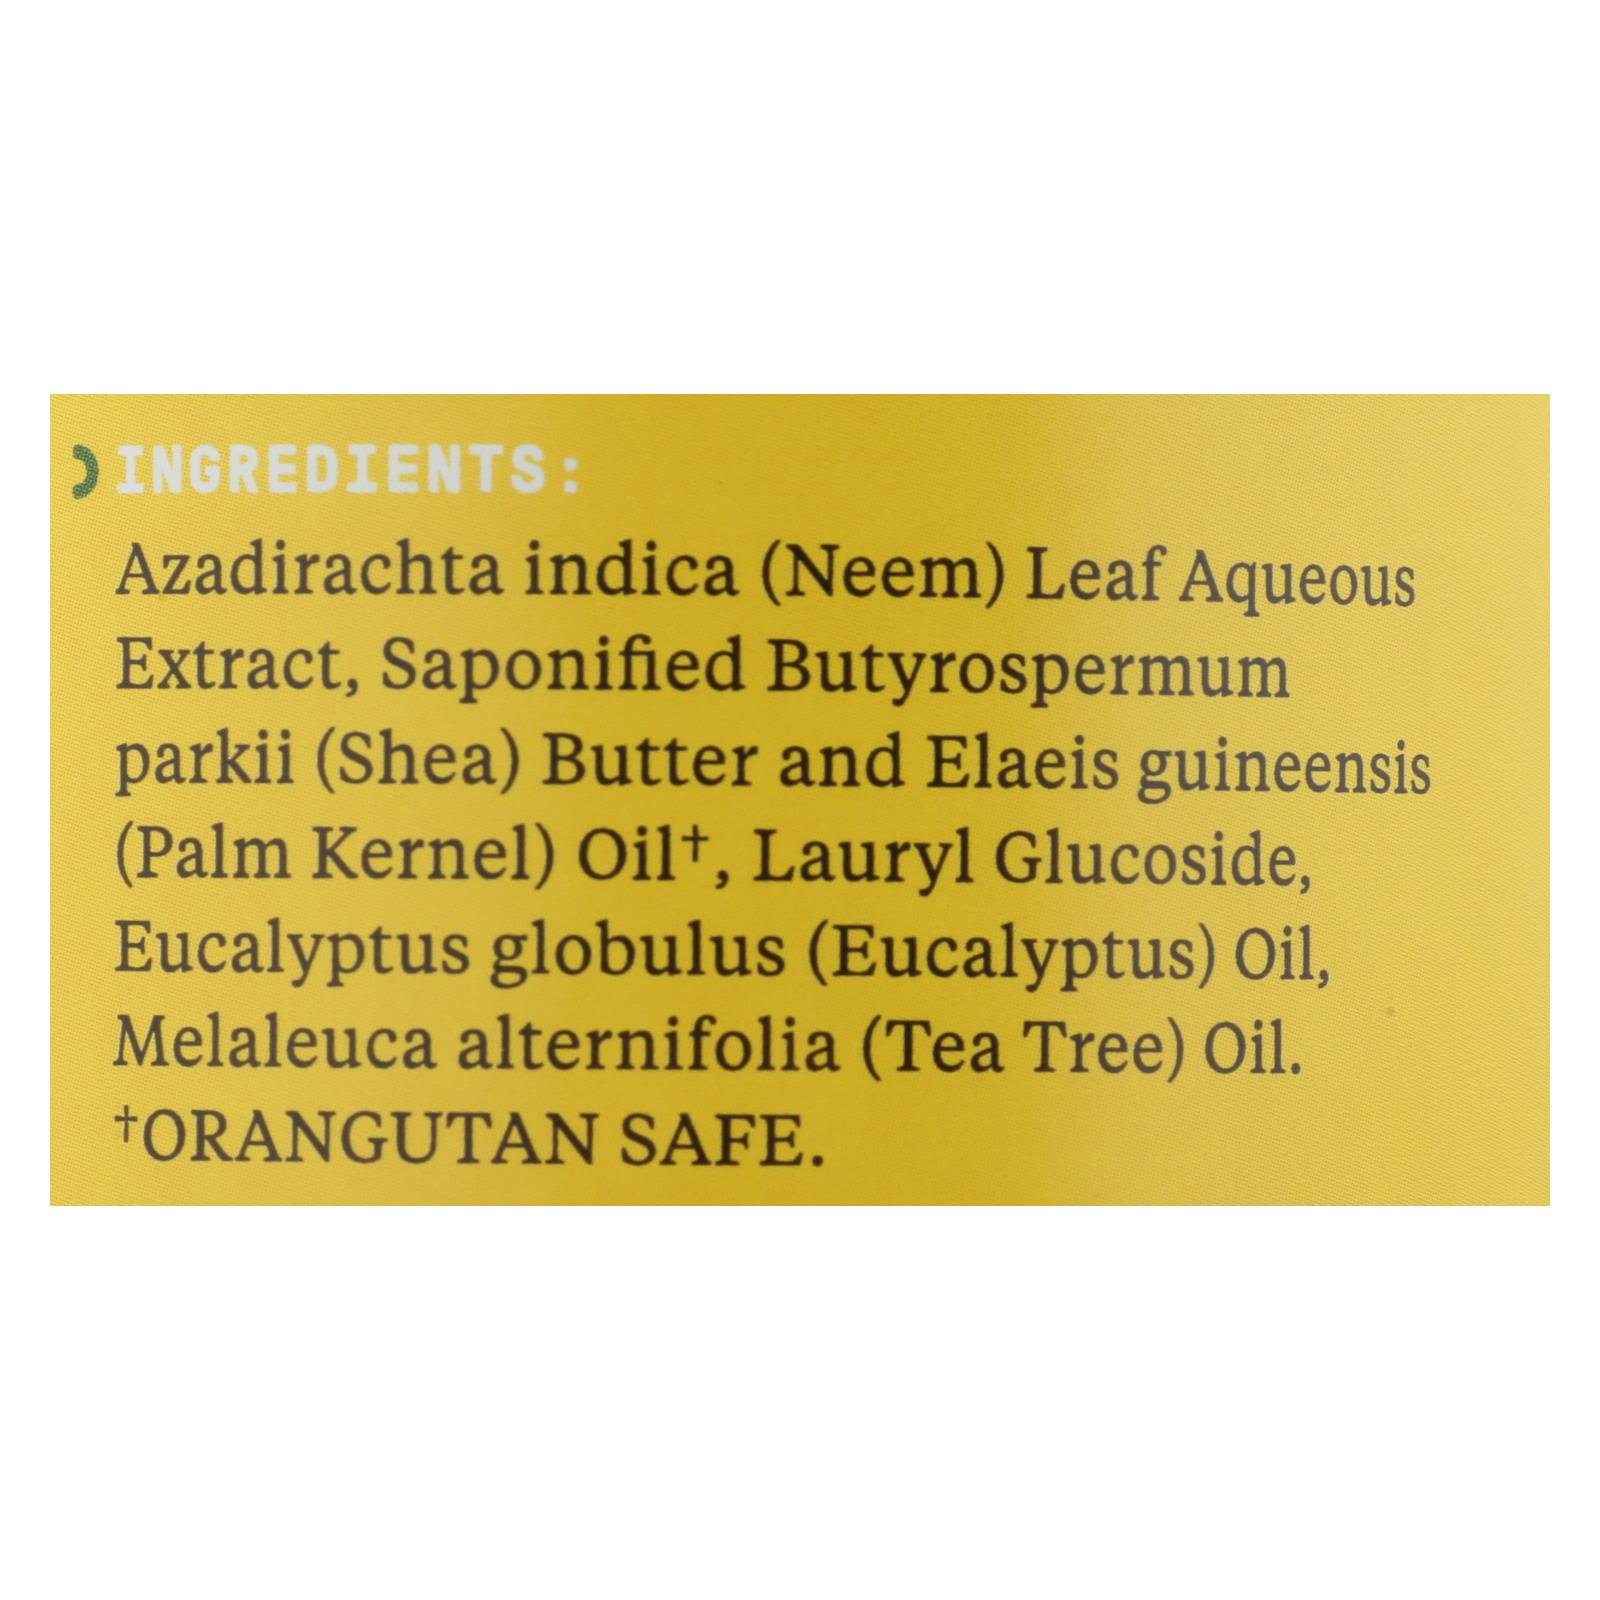 INGREDIENTS:
Azadirachta indica (Neem) Leaf Aqueous
Extract, Saponified Butyrospermum
parkii (Shea) Butter and Elaeis guineensis
(Palm Kernel) Oil†, Lauryl Glucoside,
Eucalyptus globulus (Eucalyptus) Oil,
Melaleuca alternifolia (Tea Tree) Oil.
†ORANGUTAN SAFE.